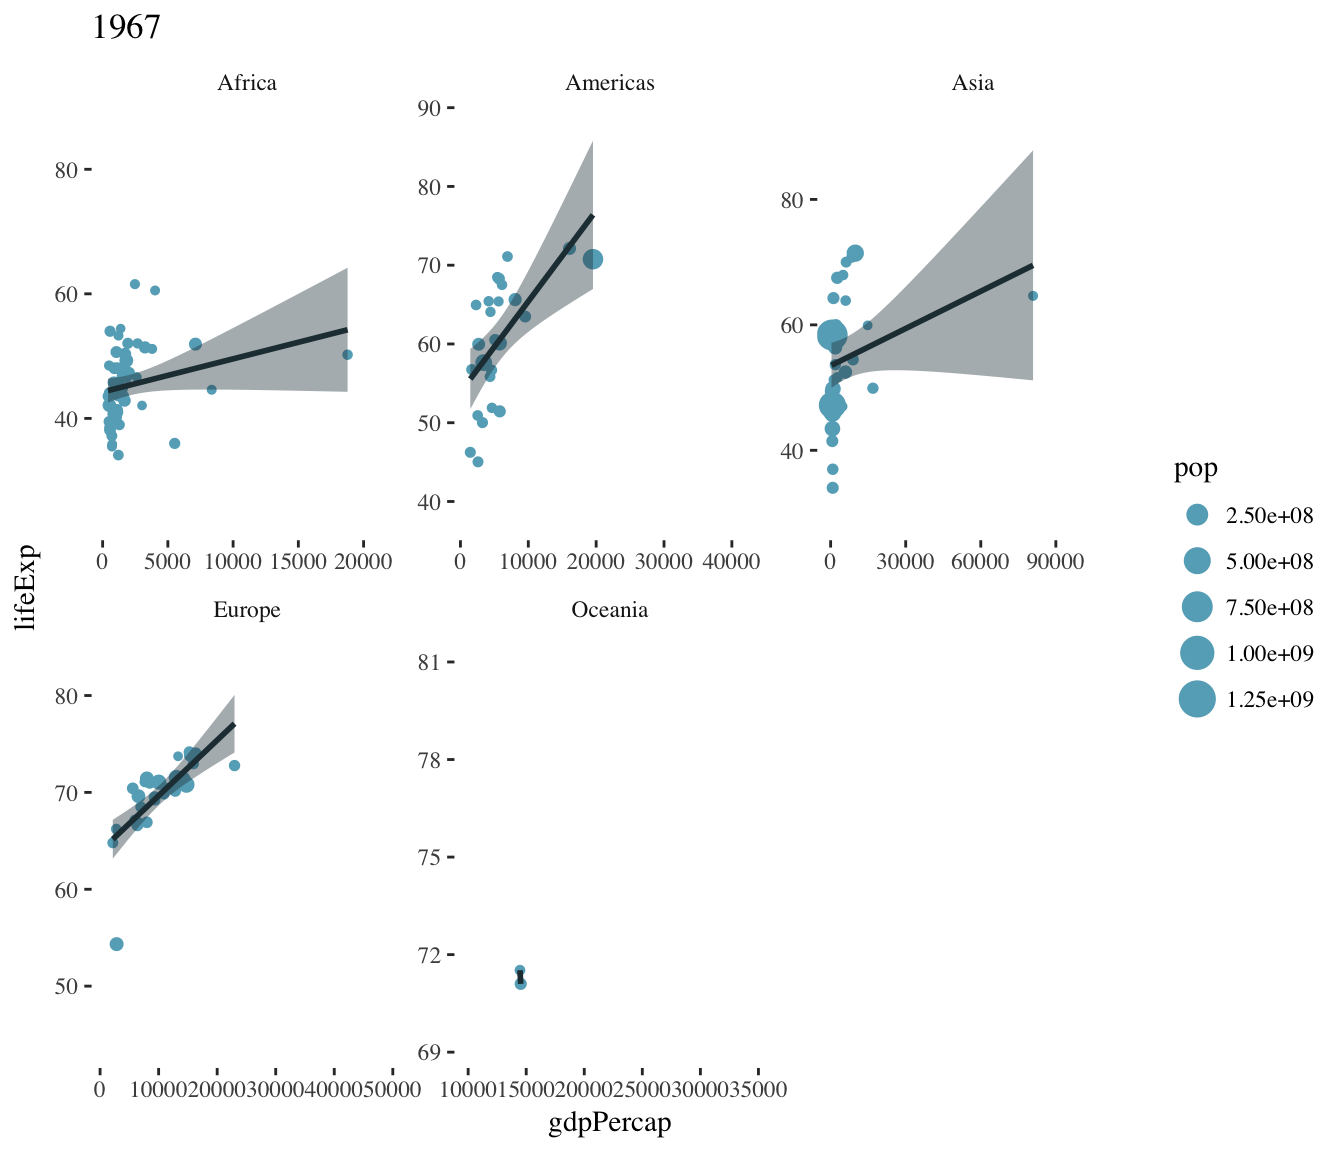 1967
Africa
Americas
Asia
80
60
40
0 5000 10000 15000 20000
90
80
70
60
50
40
0 10000 20000 30000 40000
80
60
40
0 30000 60000 90000
Europe
Oceania
80
70
60
50
0 10000 20000 30000 40000 50000
81
78
75
72
69
10000 15000 20000 25000 30000 35000
lifeExp
gdpPercap
pop
2.50e+08
5.00e+08
7.50e+08
1.00e+09
1.25e+09